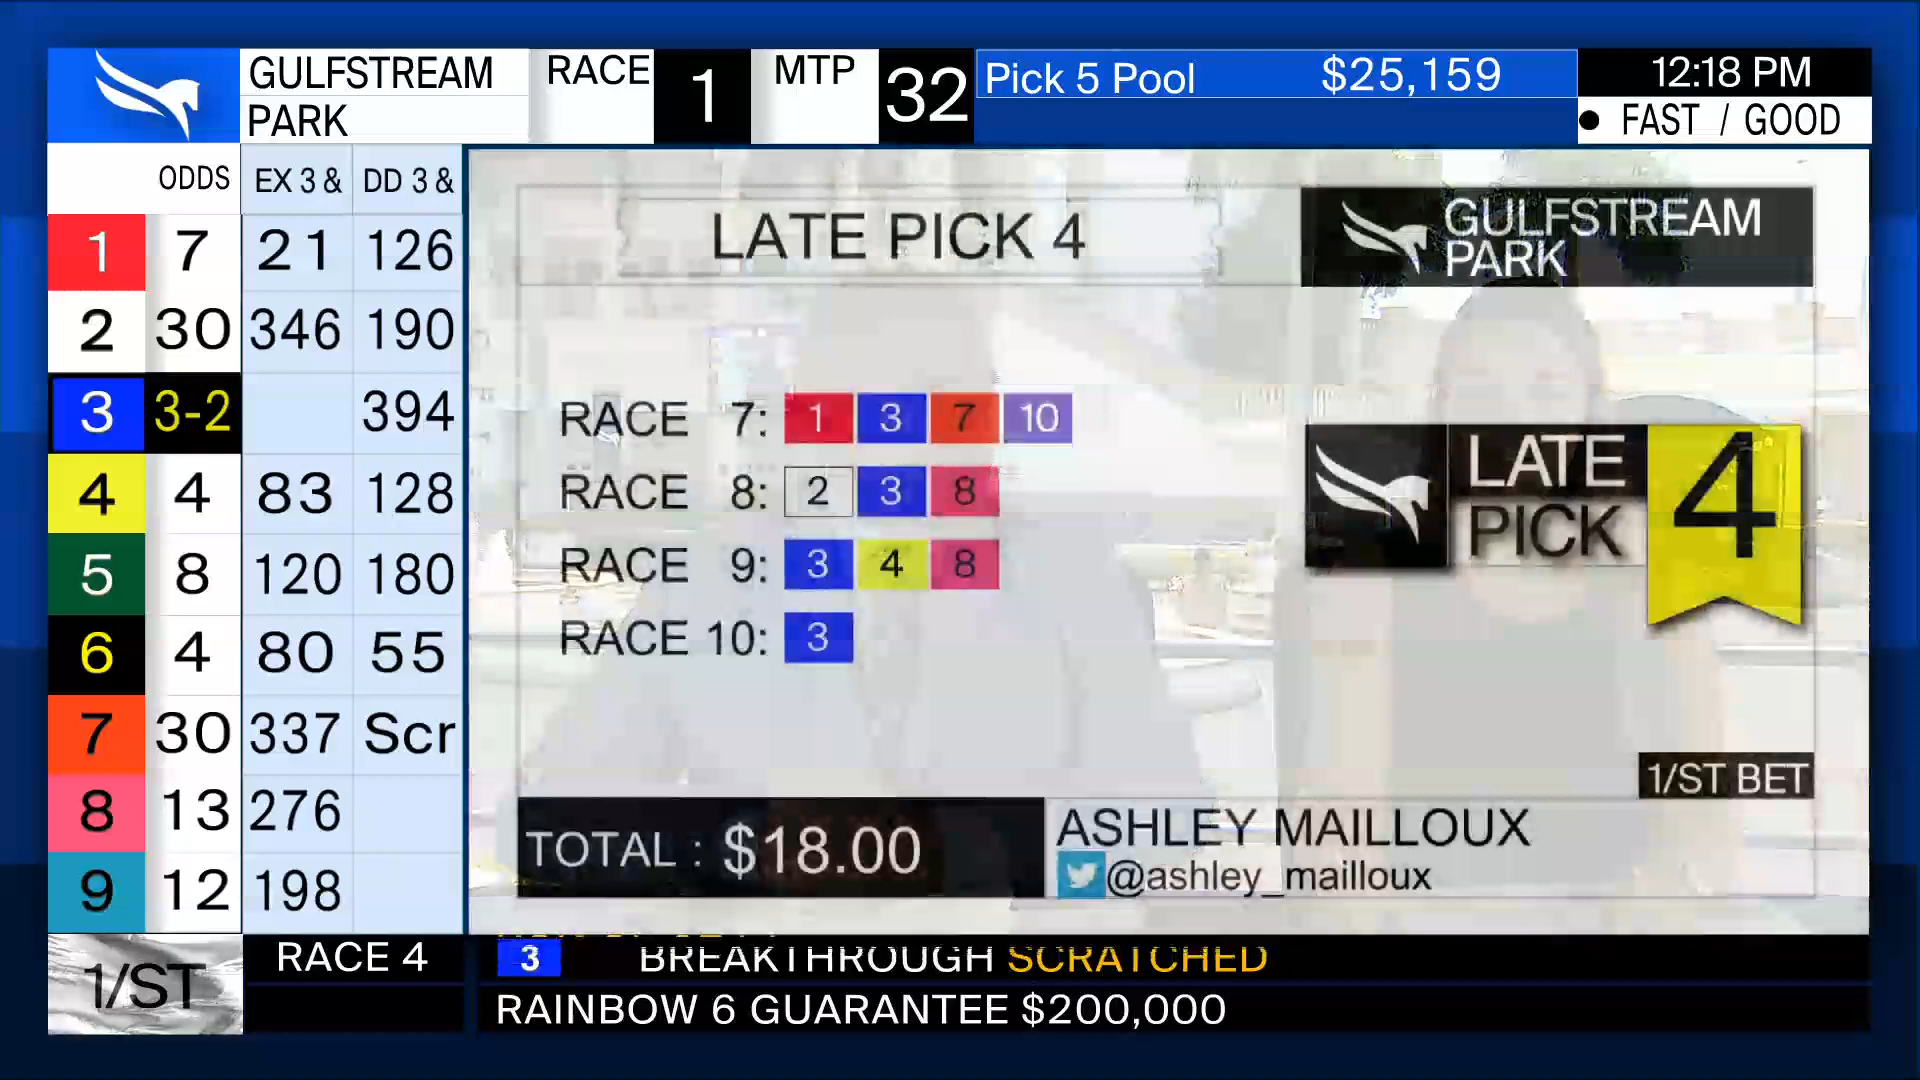 GULFSTREAM PARK RACE 1 MTP 32 Pick 5 Pool $25,159 12:18 PM
● FAST / GOOD
ODDS EX 3 & DD 3 &
1 7 21 126
2 30 346 190
3 3-2 394
4 4 83 128
5 8 120 180
6 4 80 55
7 30 337 Scr
8 13 276
9 12 198
LATE PICK 4
GULFSTREAM
PARK
RACE 7: 1 3 7 10
RACE 8: 2 3 8
RACE 9: 3 4 8
RACE 10: 3
LATE
PICK 4
1/ST BET
TOTAL : $18.00
ASHLEY MAILLOUX
@ashley_mailloux
1/ST
RACE 4 3 BREAKTHROUGH SCRATCHED
RAINBOW 6 GUARANTEE $200,000